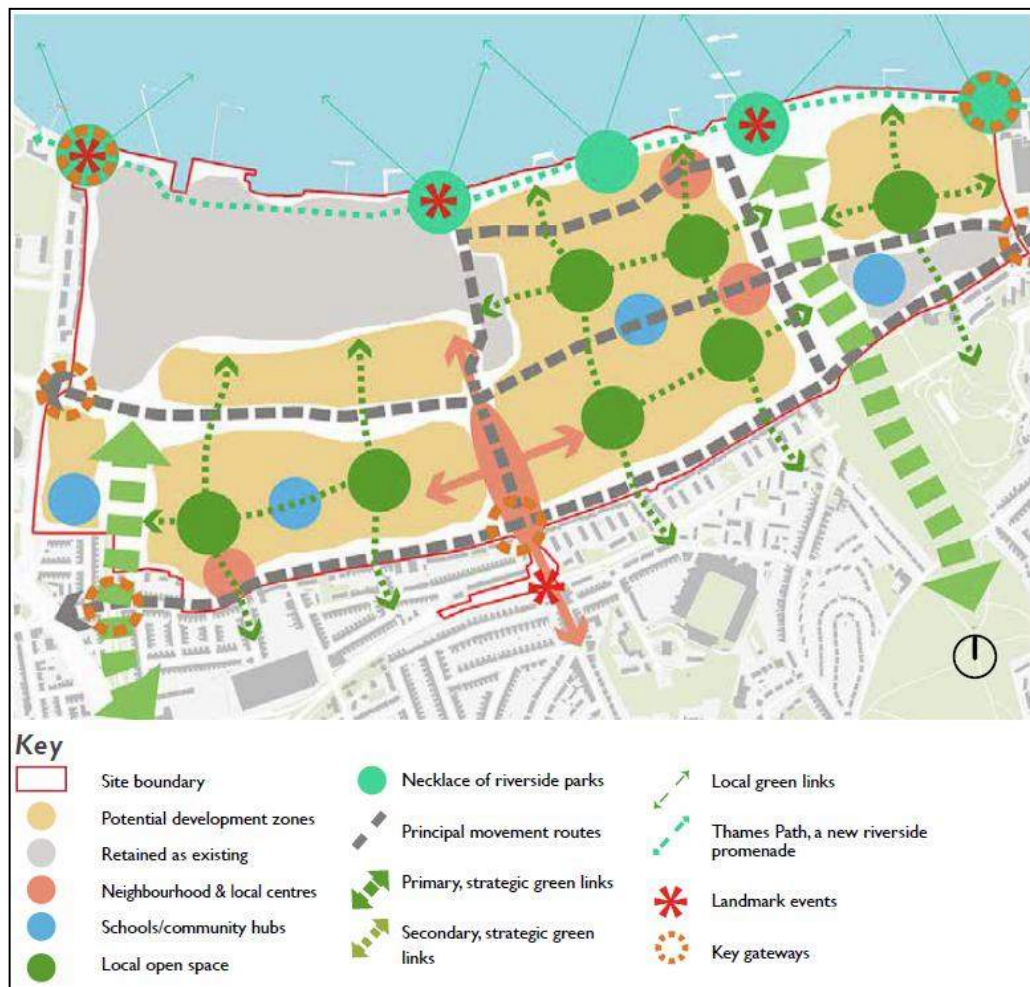 Key
Site boundary
Potential development zones
Retained as existing
Neighbourhood & local centres
Schools/community hubs
Local open space
Necklace of riverside parks
Principal movement routes
Primary, strategic green links
Secondary, strategic green
links
Local green links
Thames Path, a new riverside
promenade
Landmark events
Key gateways